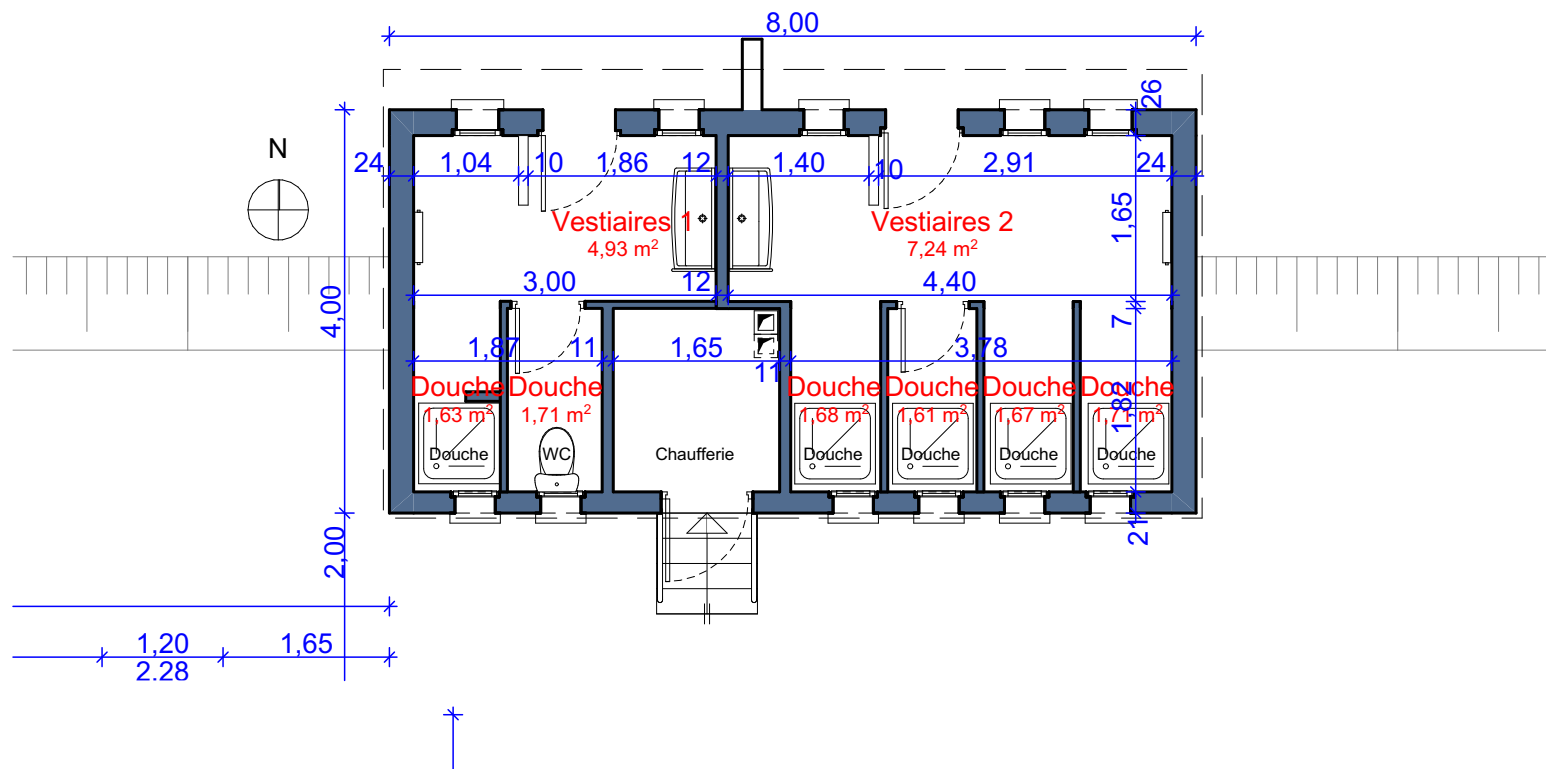 8,00
26
N
24
1,04
10
1,86
12
1,40
10
2,91
24
Vestiaires 1
4,93 m²
Vestiaires 2
7,24 m²
1,65
3,00
12
4,40
4,00
7
1,87
11
1,65
11
3,78
Douche
1,63 m²
Douche
1,71 m²
Douche
1,68 m²
Douche
1,61 m²
Douche
1,67 m²
Douche
1,71 m²
1,82
Douche
WC
Chaufferie
Douche
Douche
Douche
Douche
21
2,00
1,20
1,65
2.28